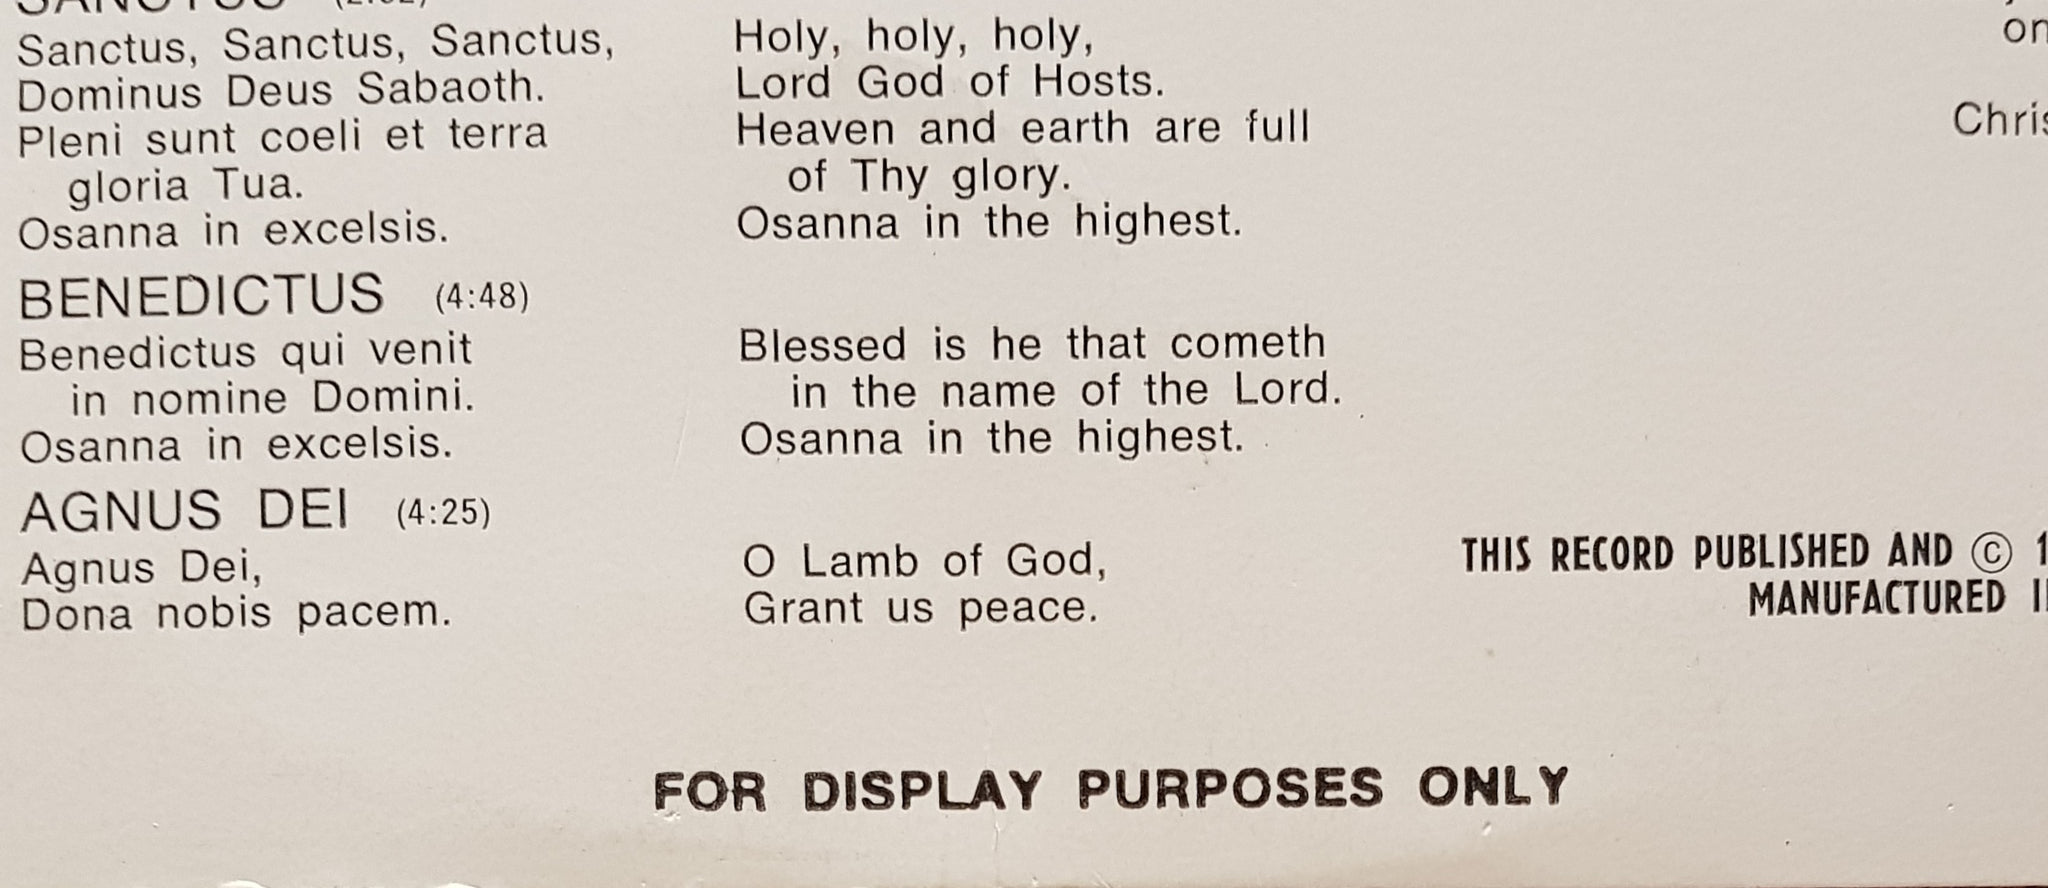 SANCTUS
Sanctus, Sanctus, Sanctus,
Dominus Deus Sabaoth.
Pleni sunt coeli et terra
gloria Tua.
Osanna in excelsis.
Holy, holy, holy,
Lord God of Hosts.
Heaven and earth are full
of Thy glory.
Osanna in the highest.
BENEDICTUS (4:48)
Benedictus qui venit
in nomine Domini.
Osanna in excelsis.
Blessed is he that cometh
in the name of the Lord.
Osanna in the highest.
AGNUS DEI (4:25)
Agnus Dei,
Dona nobis pacem.
O Lamb of God,
Grant us peace.
on
Chris
THIS RECORD PUBLISHED AND © 1
MANUFACTURED
FOR DISPLAY PURPOSES ONLY